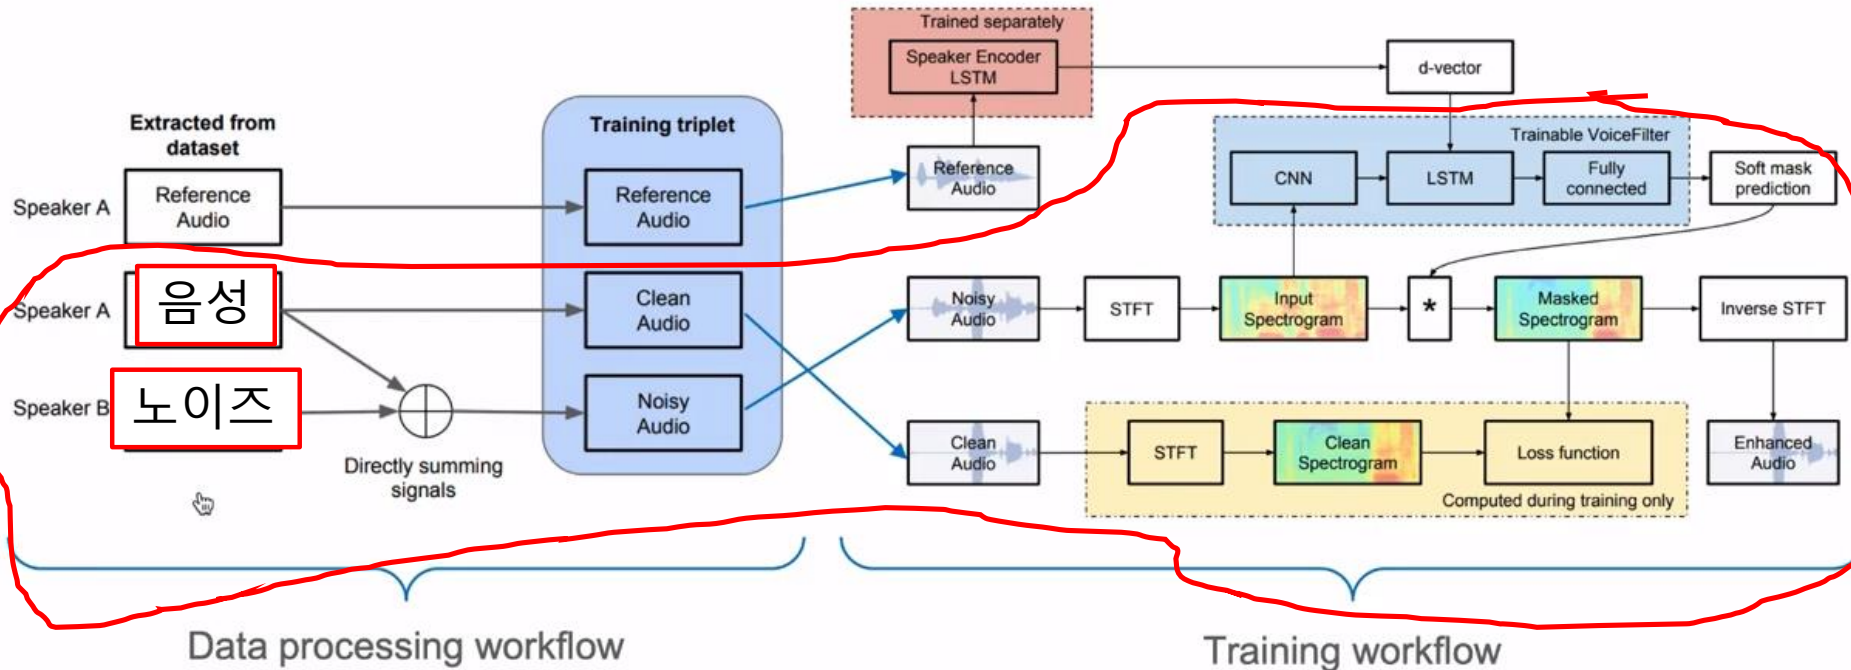 Trained separately
Speaker Encoder
LSTM
d-vector
Extracted from
dataset
Training triplet
Trainable VoiceFilter
Speaker A
Reference
Audio
Reference
Audio
Reference
Audio
CNN
LSTM
Fully
connected
Soft mask
prediction
Speaker A
음성
Clean
Audio
Noisy
Audio
STFT
Input
Spectrogram
*
Masked
Spectrogram
Inverse STFT
Speaker B
노이즈
Noisy
Audio
Directly summing
signals
Clean
Audio
STFT
Clean
Spectrogram
Loss function
Enhanced
Audio
Computed during training only
Data processing workflow
Training workflow